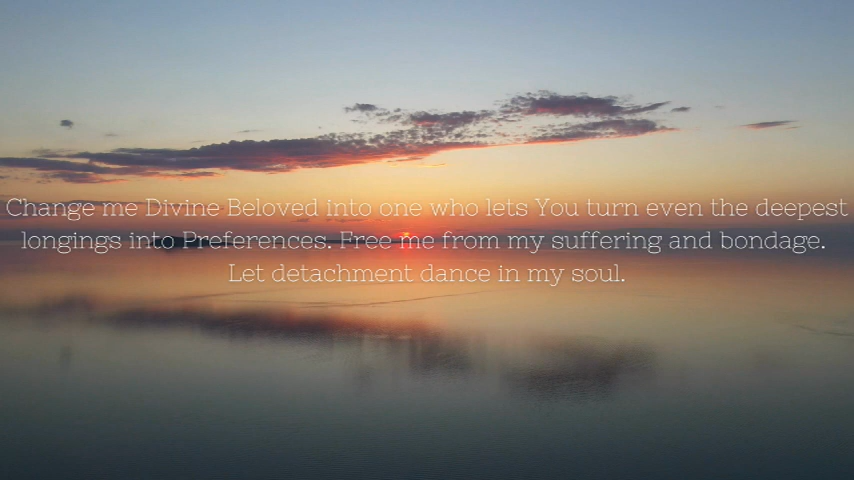 Change me Divine Beloved into one who lets You turn even the deepest
longings into Preferences. Free me from my suffering and bondage.
Let detachment dance in my soul.